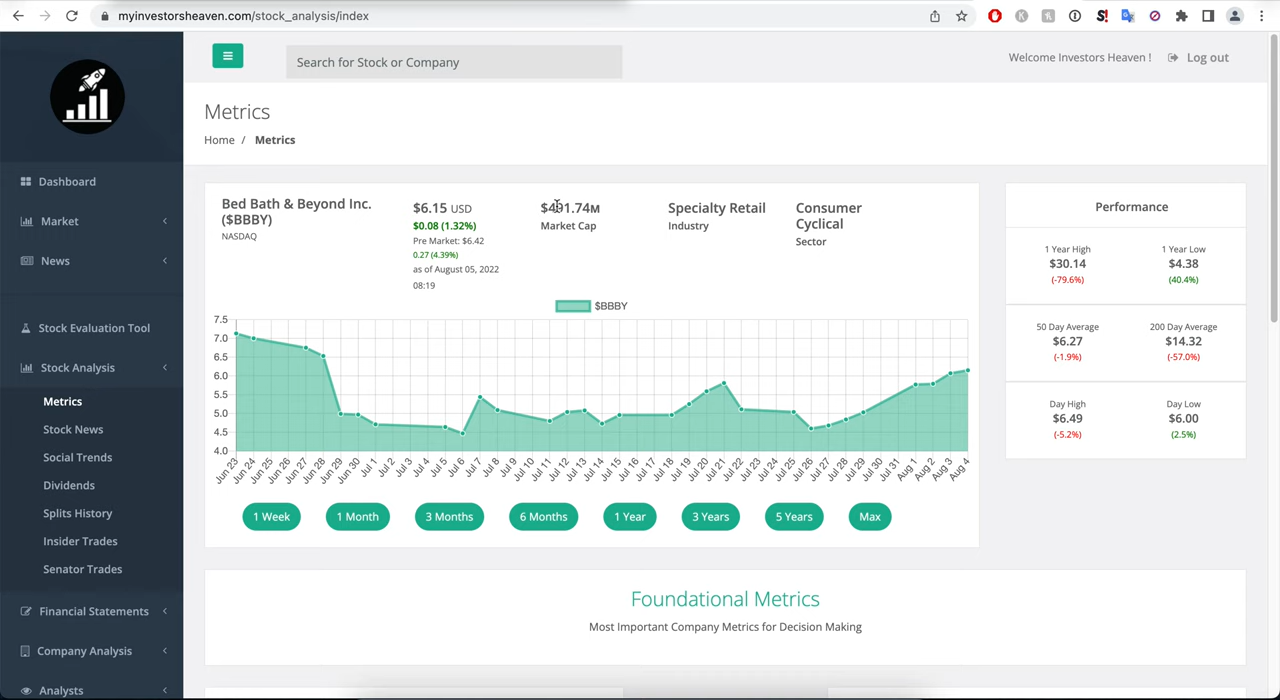 myinvestorsheaven.com/stock_analysis/index
Search for Stock or Company
Welcome Investors Heaven !
Log out
Metrics
Home / Metrics
Dashboard
Market
News
Stock Evaluation Tool
Stock Analysis
Metrics
Stock News
Social Trends
Dividends
Splits History
Insider Trades
Senator Trades
Financial Statements
Company Analysis
Analysts
Bed Bath & Beyond Inc.
($BBBY)
NASDAQ
$6.15 USD
$0.08 (1.32%)
Pre Market: $6.42
0.27 (4.39%)
as of August 05, 2022
08:19
$491.74M
Market Cap
Specialty Retail
Industry
Consumer
Cyclical
Sector
$BBBY
7.5
7.0
6.5
6.0
5.5
5.0
4.5
4.0
Jun 23
Jun 24
Jun 25
Jun 26
Jun 27
Jun 28
Jun 29
Jun 30
Jul 1
Jul 2
Jul 3
Jul 4
Jul 5
Jul 6
Jul 7
Jul 8
Jul 9
Jul 10
Jul 11
Jul 12
Jul 13
Jul 14
Jul 15
Jul 16
Jul 17
Jul 18
Jul 19
Jul 20
Jul 21
Jul 22
Jul 23
Jul 24
Jul 25
Jul 26
Jul 27
Jul 28
Jul 29
Jul 30
Jul 31
Aug 1
Aug 2
Aug 3
Aug 4
1 Week
1 Month
3 Months
6 Months
1 Year
3 Years
5 Years
Max
Performance
1 Year High
$30.14
(-79.6%)
1 Year Low
$4.38
(40.4%)
50 Day Average
$6.27
(-1.9%)
200 Day Average
$14.32
(-57.0%)
Day High
$6.49
(-5.2%)
Day Low
$6.00
(2.5%)
Foundational Metrics
Most Important Company Metrics for Decision Making